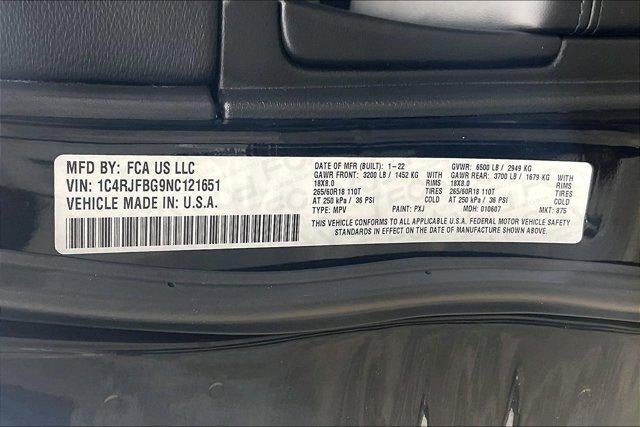 MFD BY: FCA US LLC
VIN: 1C4RJFBG9NC121651
VEHICLE MADE IN: U.S.A.
DATE OF MFR (BUILT): 1-22 GVWR: 6500 LB / 2949 KG
GAWR FRONT: 3200 LB / 1452 KG WITH GAWR REAR: 3700 LB / 1679 KG WITH
18X8.0 RIMS 18X8.0 RIMS
265/60R18 110T TIRES 265/60R18 110T TIRES
AT 250 kPa / 36 PSI COLD AT 250 kPa / 36 PSI COLD
TYPE: MPV PAINT: PXJ MDH: 010607 MKT: 875
THIS VEHICLE CONFORMS TO ALL APPLICABLE U.S.A. FEDERAL MOTOR VEHICLE SAFETY
STANDARDS IN EFFECT ON THE DATE OF MANUFACTURE SHOWN ABOVE.